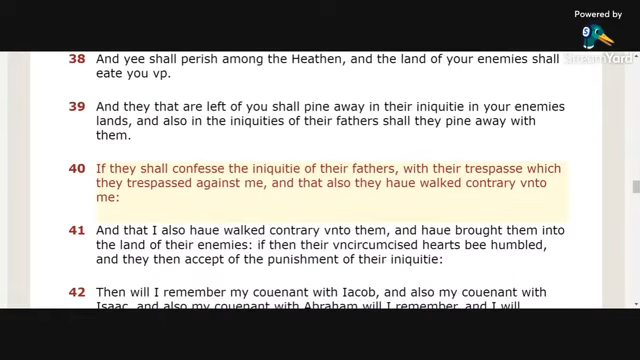 Powered by
StreamYard
38 And yee shall perish among the Heathen, and the land of your enemies shall
eate you vp.
39 And they that are left of you shall pine away in their iniquitie in your enemies
lands, and also in the iniquities of their fathers shall they pine away with
them.
40 If they shall confesse the iniquitie of their fathers, with their trespasse which
they trespassed against me, and that also they haue walked contrary vnto
me:
41 And that I also haue walked contrary vnto them, and haue brought them into
the land of their enemies: if then their vncircumcised hearts bee humbled,
and they then accept of the punishment of their iniquitie:
42 Then will I remember my couenant with Iacob, and also my couenant with
Isaac, and also my couenant with Abraham will I remember, and I will